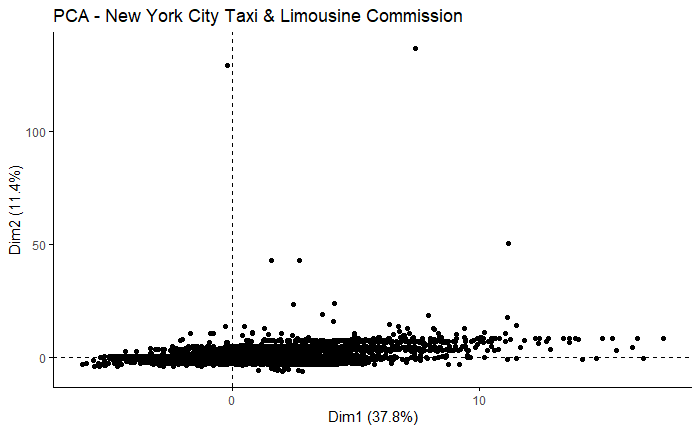 PCA - New York City Taxi & Limousine Commission
100
50
0
Dim2 (11.4%)
0 10
Dim1 (37.8%)